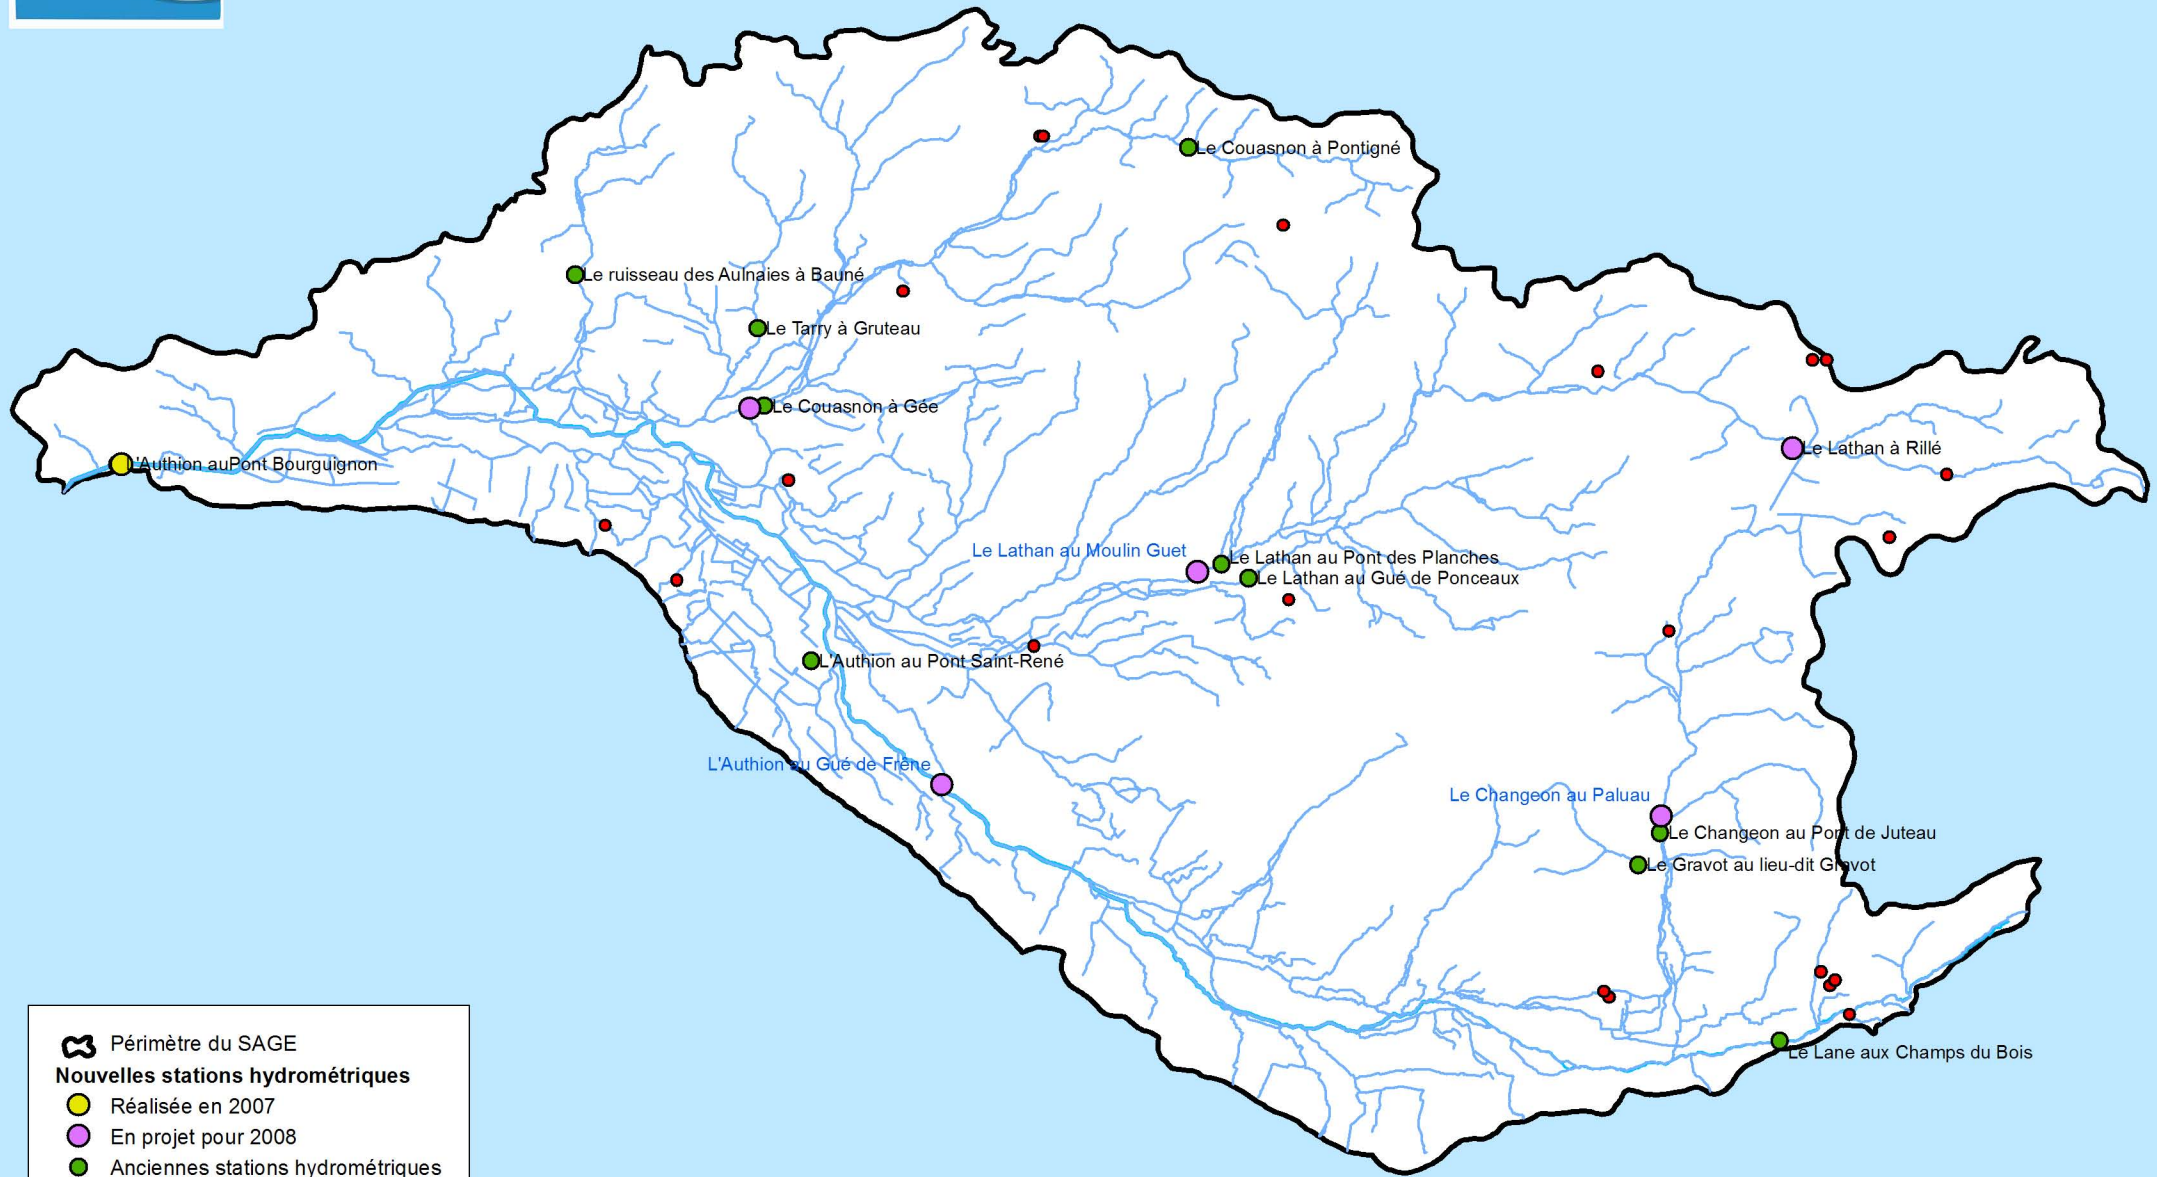 Le Couasnon à Pontigné
Le ruisseau des Aulnaies à Bauné
Le Tarry à Gruteau
Le Couasnon à Gée
Le Lathan à Rillé
L'Authion auPont Bourguignon
Le Lathan au Moulin Guet
Le Lathan au Pont des Planches
Le Lathan au Gué de Ponceaux
L'Authion au Pont Saint-René
L'Authion au Gué de Frêne
Le Changeon au Paluau
Le Changeon au Pont de Juteau
Le Gravot au lieu-dit Gravot
Le Lane aux Champs du Bois
Périmètre du SAGE
Nouvelles stations hydrométriques
Réalisée en 2007
En projet pour 2008
Anciennes stations hydrométriques